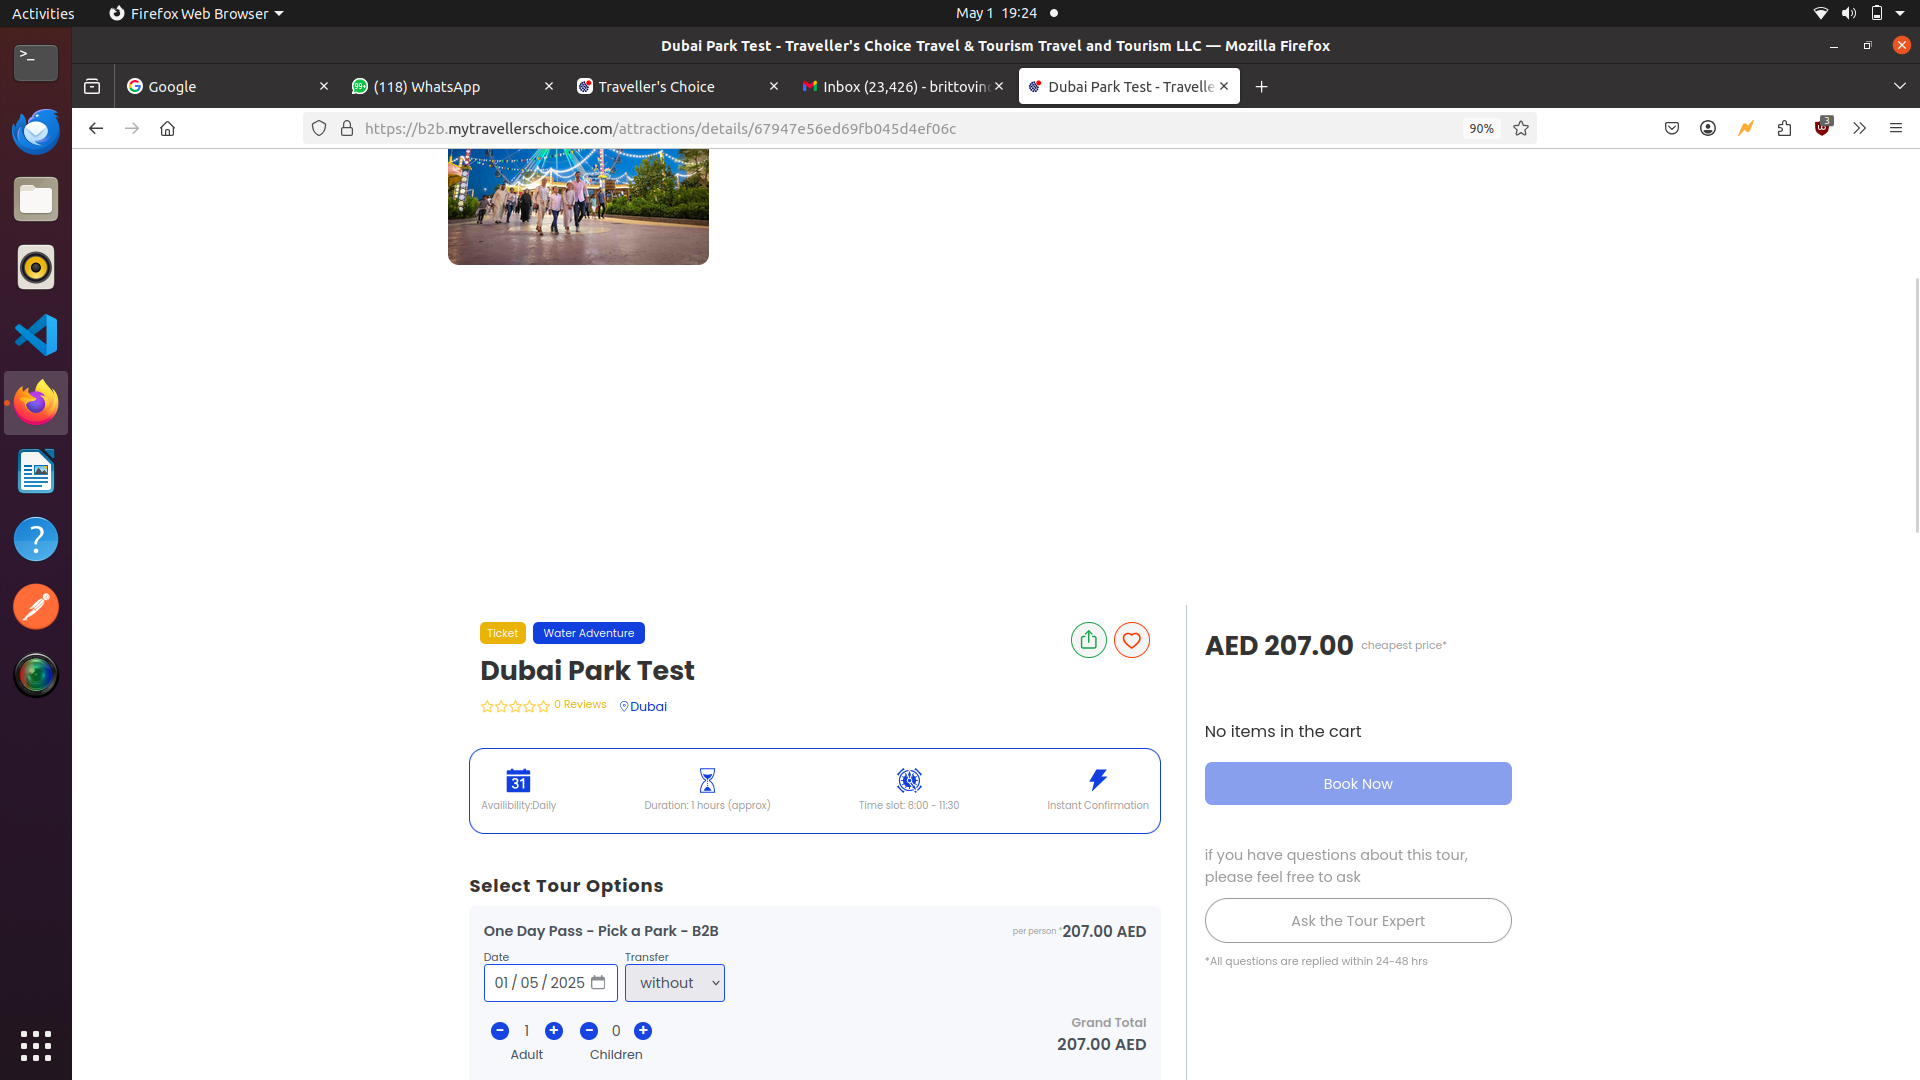 Activities
Firefox Web Browser
May 1 19:24
Dubai Park Test - Traveller's Choice Travel & Tourism Travel and Tourism LLC — Mozilla Firefox
Google
(118) WhatsApp
Traveller's Choice
Inbox (23,426) - brittovin
Dubai Park Test - Travelle
https://b2b.mytravellerschoice.com/attractions/details/67947e56ed69fb045d4ef06c
90%
3
Ticket
Water Adventure
Dubai Park Test
0 Reviews
Dubai
AED 207.00 cheapest price*
No items in the cart
Book Now
31
Availibility:Daily
Duration: 1 hours (approx)
Time slot: 8:00 - 11:30
Instant Confirmation
if you have questions about this tour,
please feel free to ask
Ask the Tour Expert
*All questions are replied within 24-48 hrs
Select Tour Options
One Day Pass - Pick a Park - B2B
per person *207.00 AED
Date
Transfer
01 / 05 / 2025
without
1
0
Adult
Children
Grand Total
207.00 AED